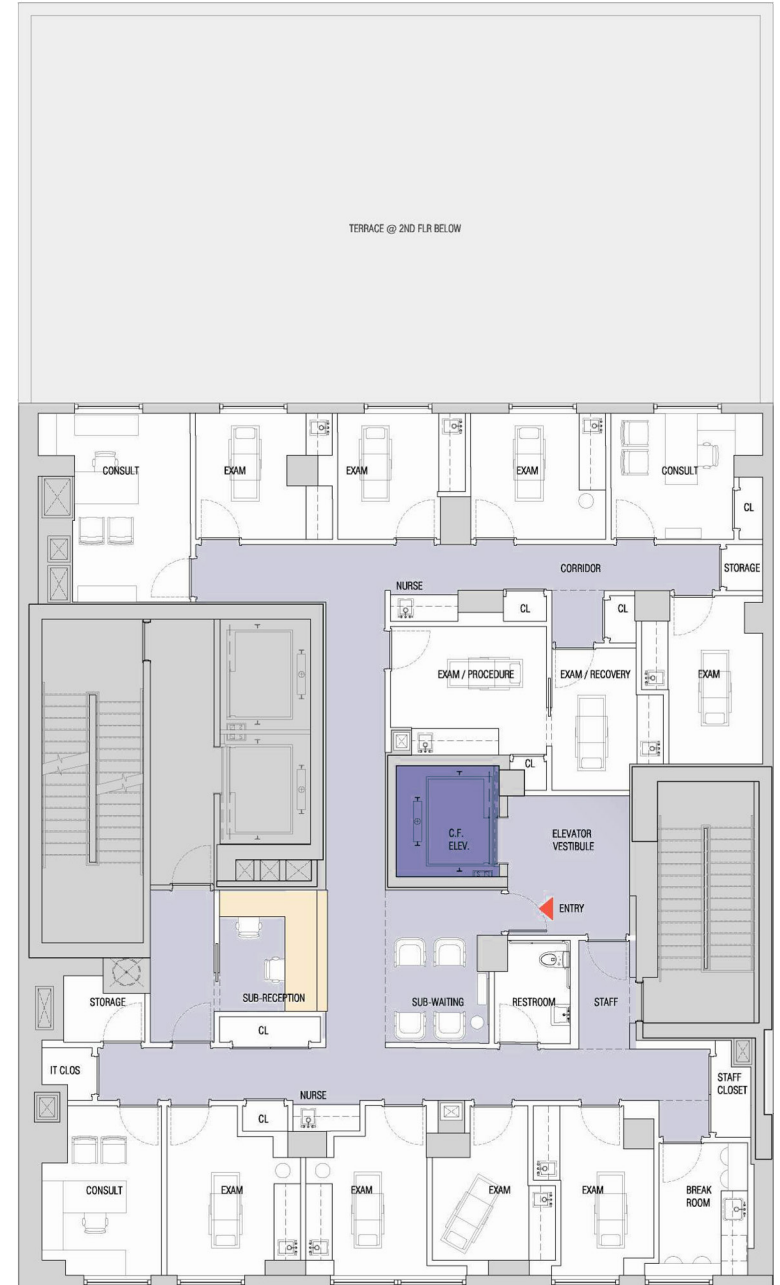 TERRACE @ 2ND FLR BELOW
CONSULT
EXAM
EXAM
EXAM
CONSULT
CL
CORRIDOR
STORAGE
NURSE
CL
CL
EXAM / PROCEDURE
EXAM / RECOVERY
EXAM
CL
C.F.
ELEV.
ELEVATOR
VESTIBULE
ENTRY
STORAGE
SUB-RECEPTION
SUB-WAITING
RESTROOM
STAFF
CL
IT CLOS
STAFF
CLOSET
NURSE
CL
CONSULT
EXAM
EXAM
EXAM
EXAM
BREAK
ROOM